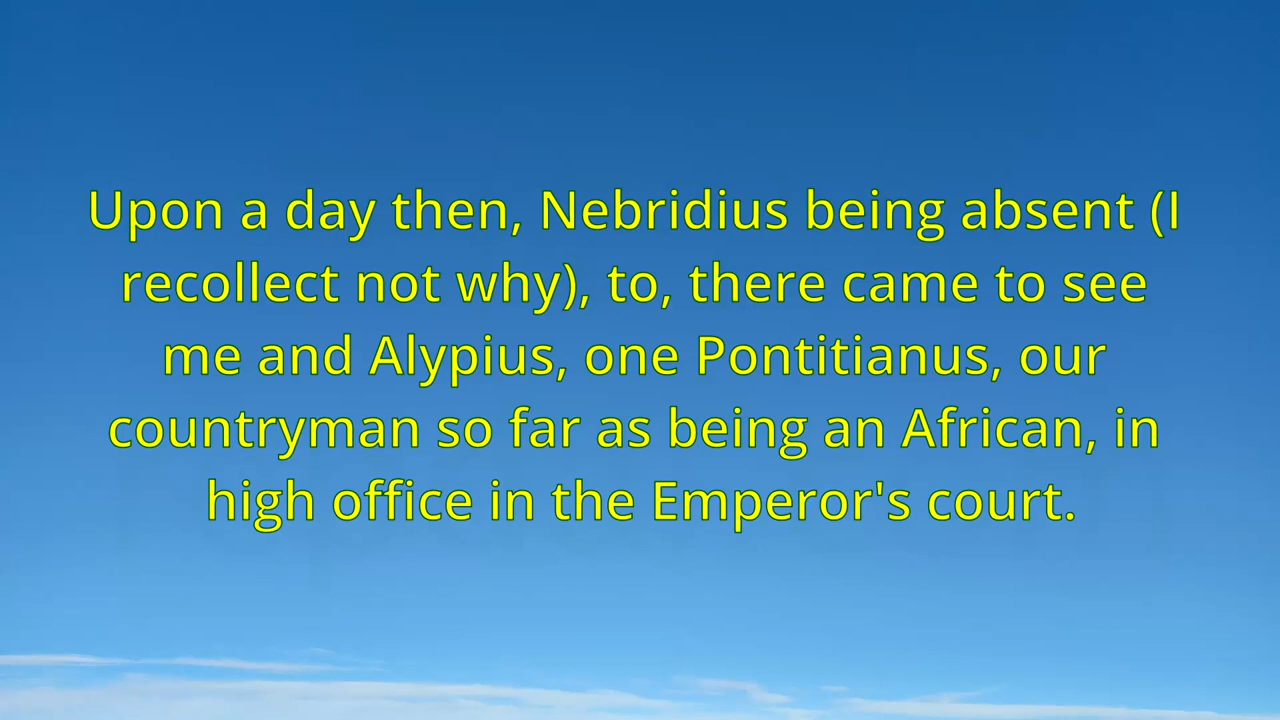 Upon a day then, Nebridius being absent (I
recollect not why), to, there came to see
me and Alypius, one Pontitianus, our
countryman so far as being an African, in
high office in the Emperor's court.